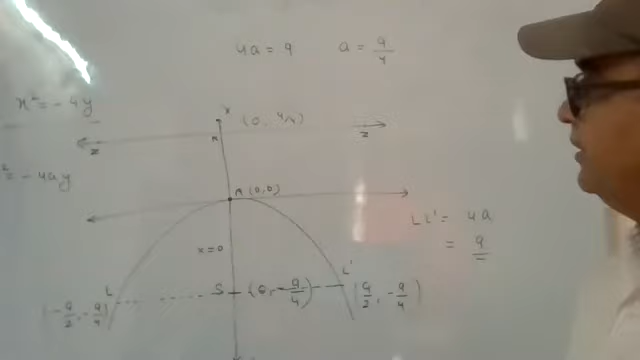 4a = 9    a = 9/4
x² = -4y
x
(0, 9/4)
z    z
x² = -4ay
A (0,0)
LL' = 4a
= 9
x=0
L    S (0, -9/4)    L'
(-9/2, -9/4)    (9/2, -9/4)